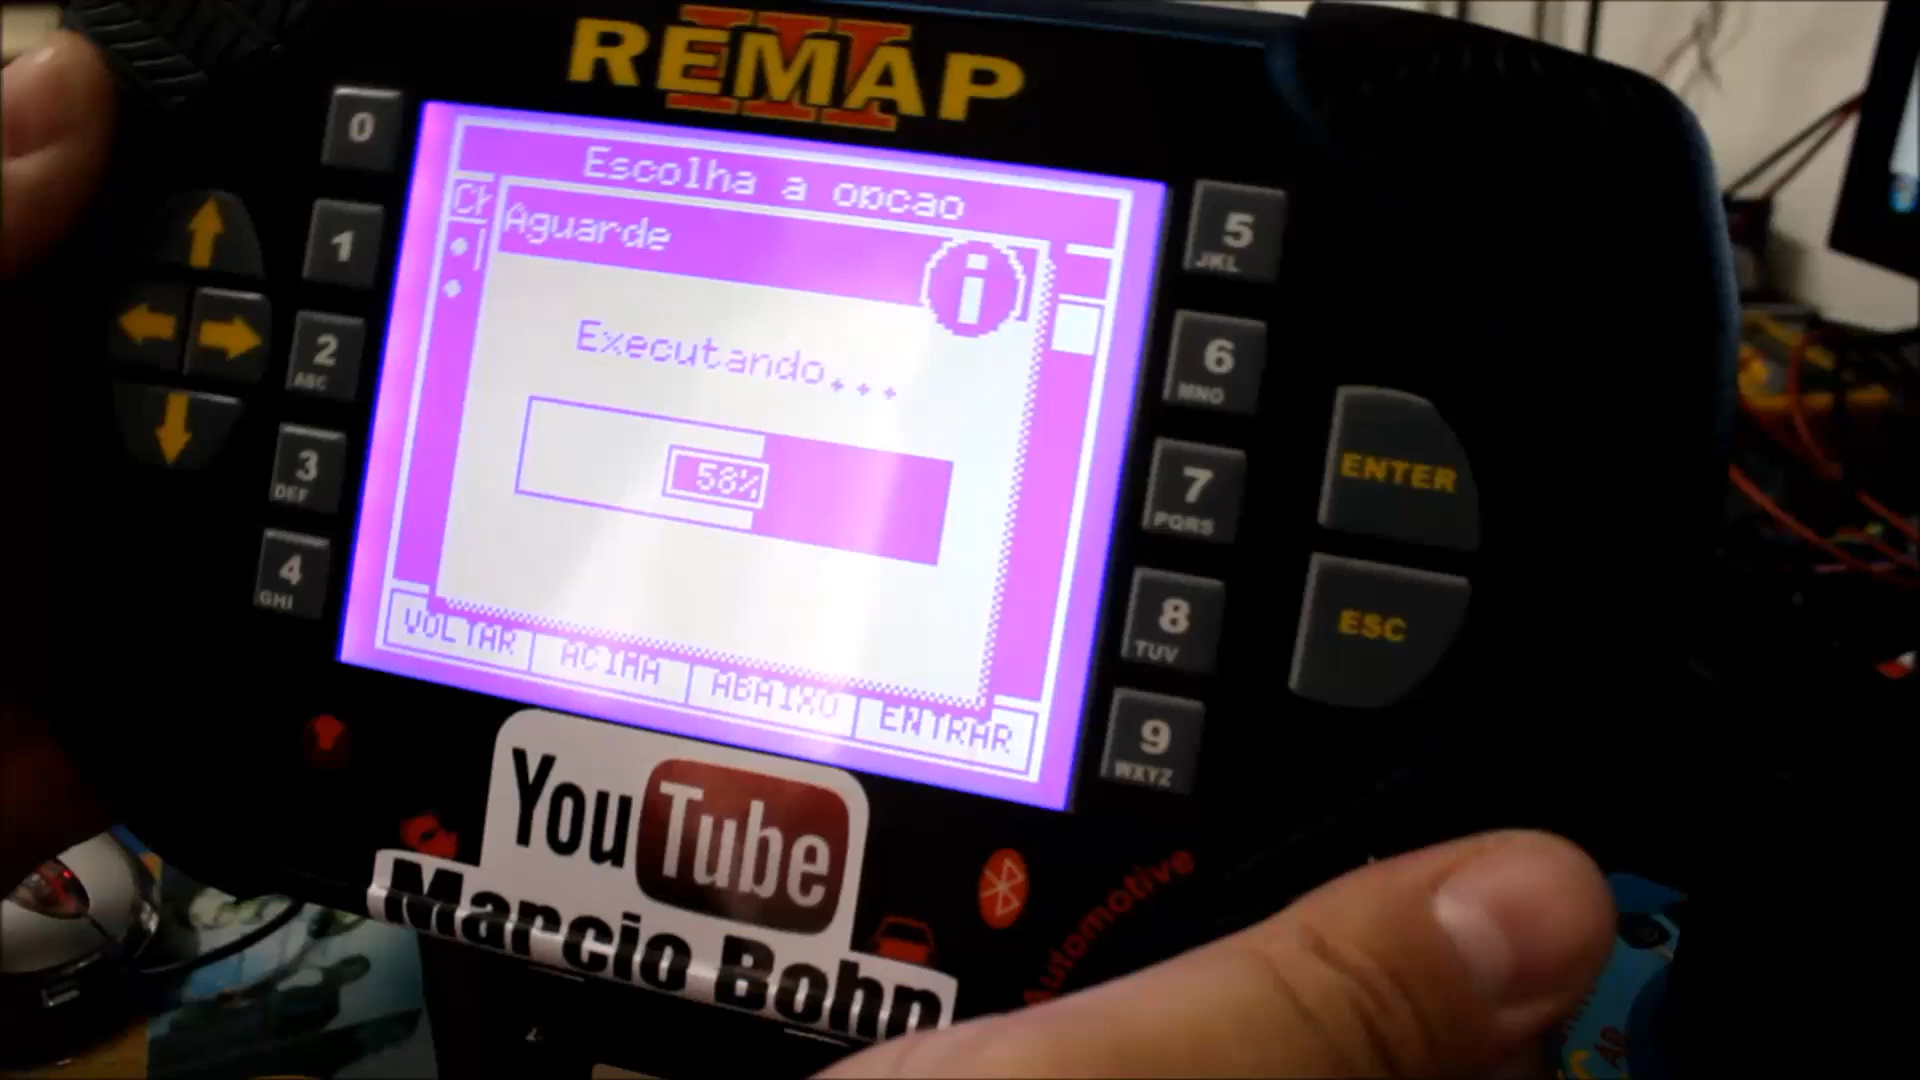 REMAP
III
Escolha a opcao
Aguarde
Executando...
58%
VOLTAR ACIMA ABAIXO ENTRAR
0
1
2 ABC
3 DEF
4 GHI
5 JKL
6 MNO
7 PQRS
8 TUV
9 WXYZ
ENTER
ESC
YouTube
Marcio Bohn
Automotive